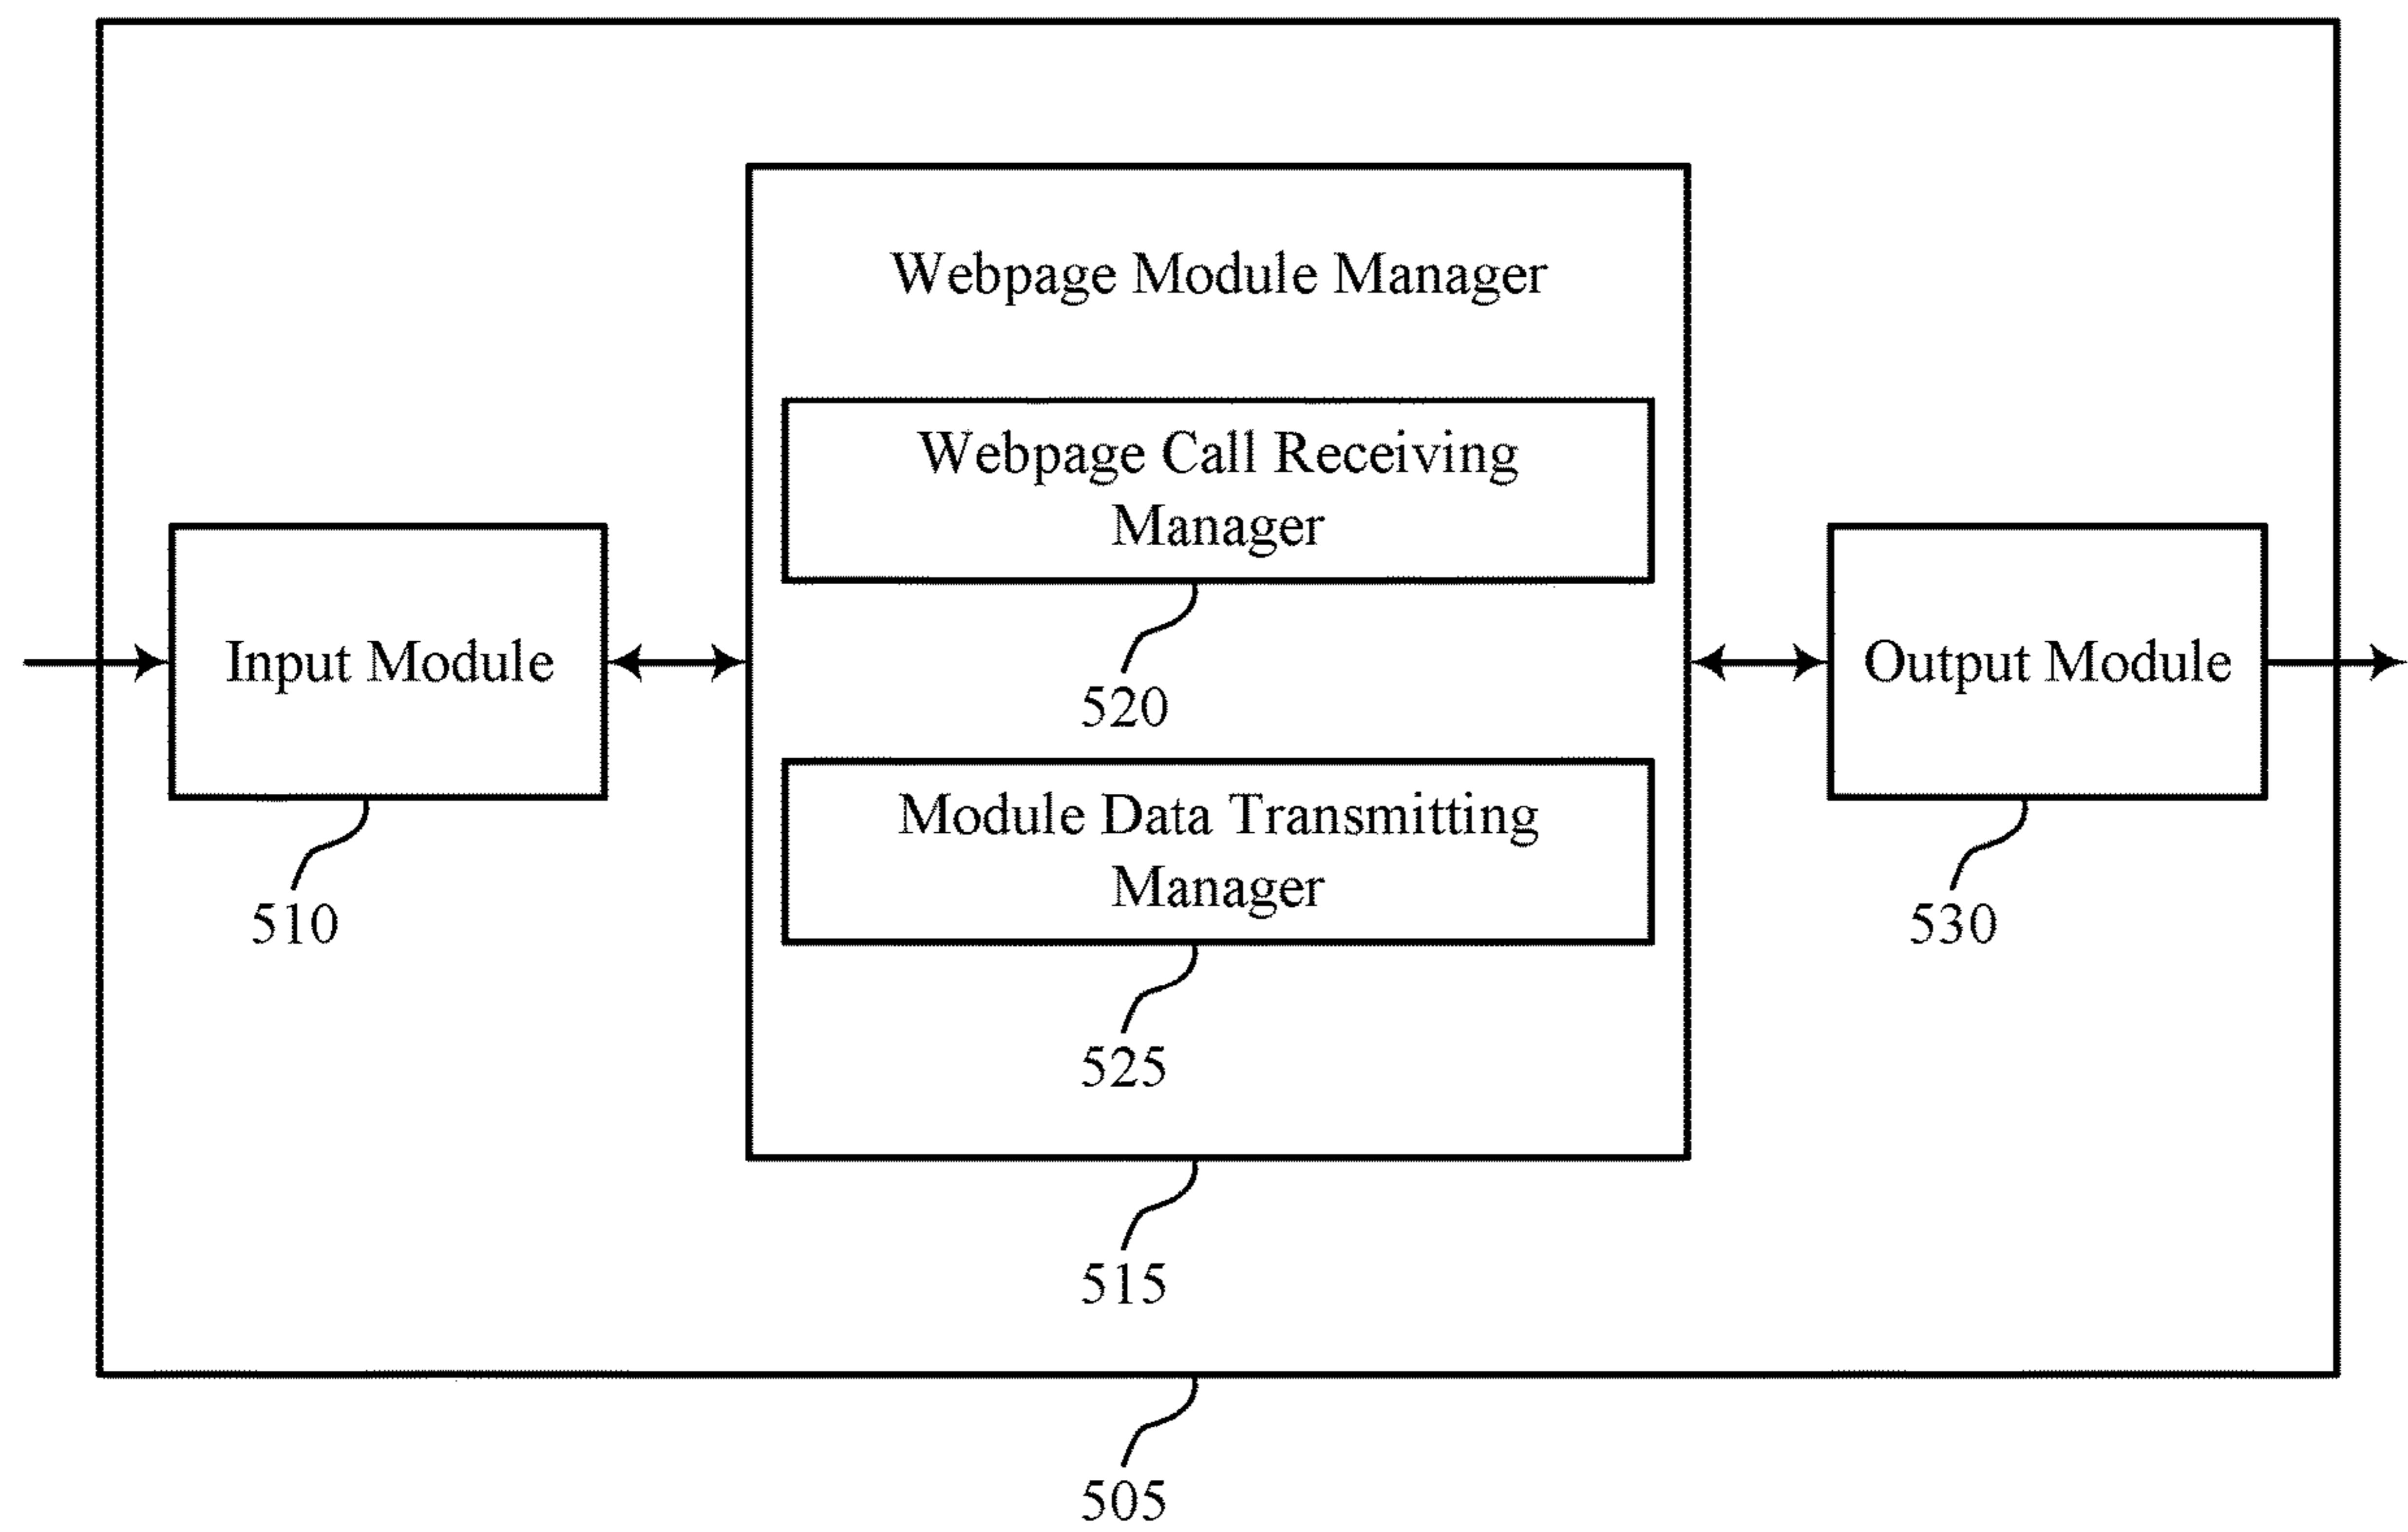 Webpage Module Manager
Webpage Call Receiving
Manager
520
Input Module
510
Module Data Transmitting
Manager
525
Output Module
530
515
505